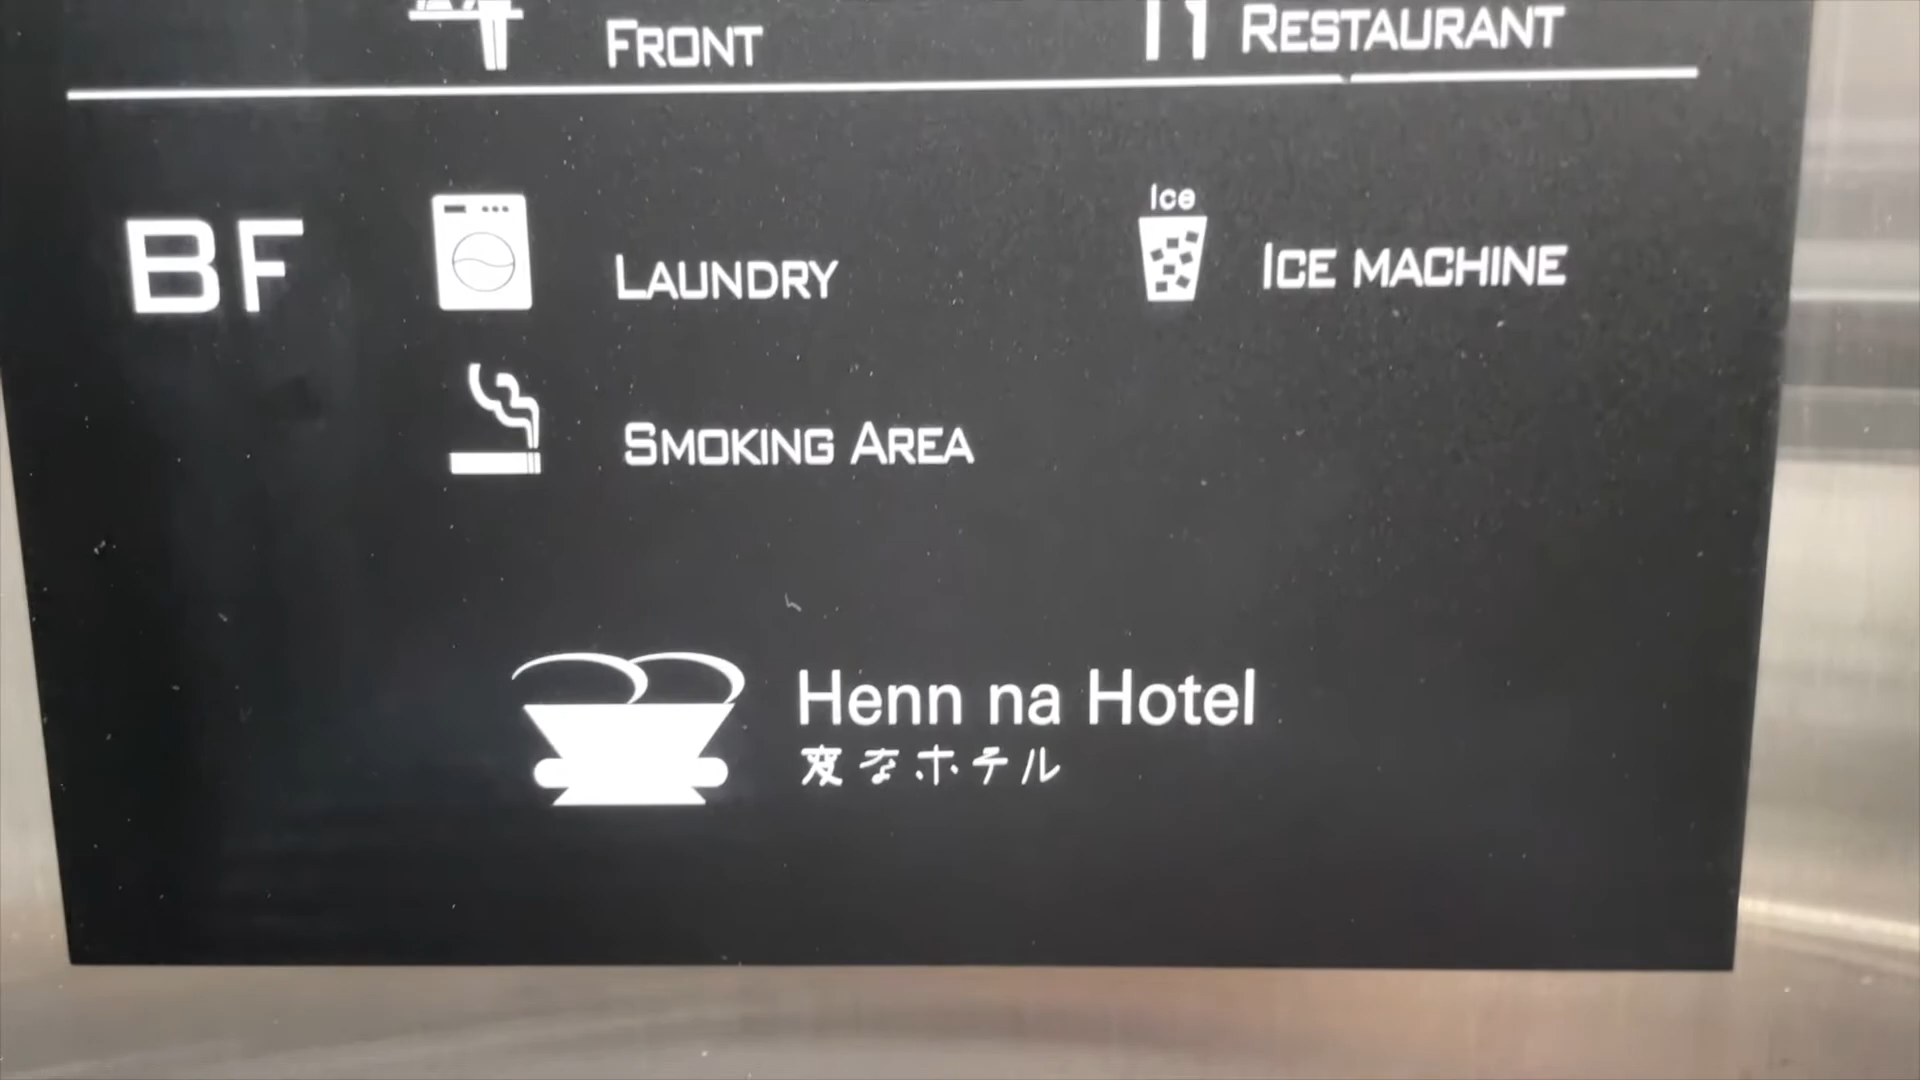 FRONT RESTAURANT
Ice
BF LAUNDRY ICE MACHINE
SMOKING AREA
Henn na Hotel
変なホテル